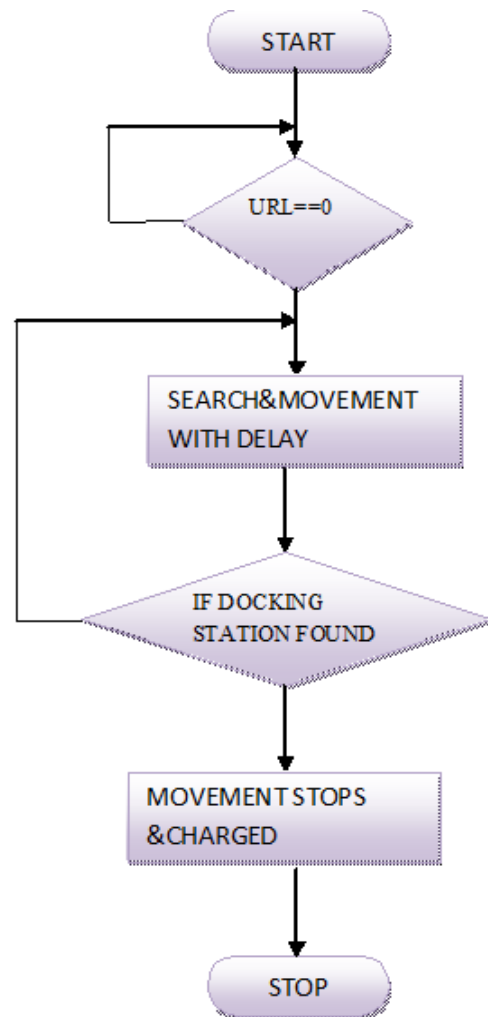 START
URL==0
SEARCH&MOVEMENT
WITH DELAY
IF DOCKING
STATION FOUND
MOVEMENT STOPS
&CHARGED
STOP